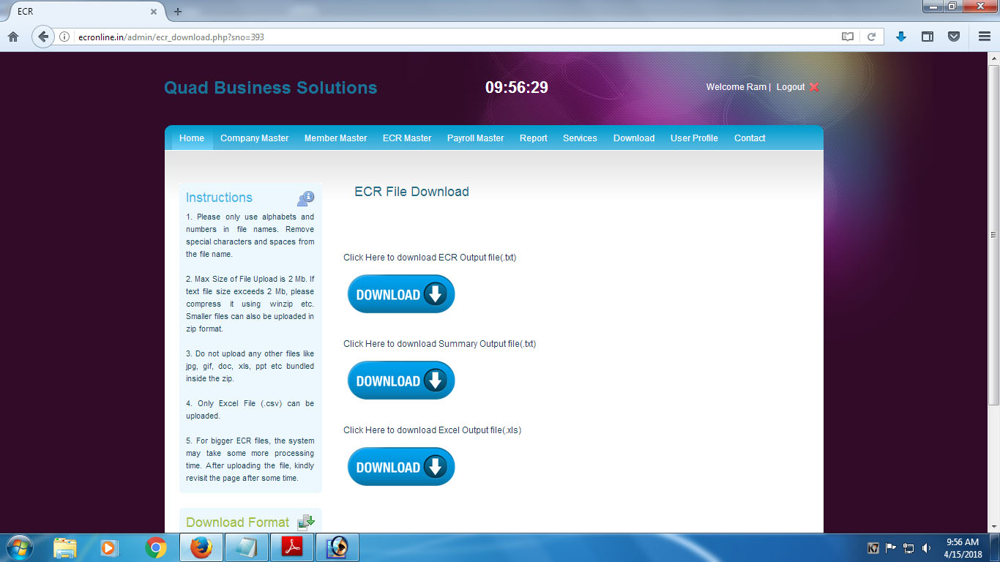 ECR
ecronline.in/admin/ecr_download.php?sno=393
Quad Business Solutions
09:56:29
Welcome Ram | Logout
Home Company Master Member Master ECR Master Payroll Master Report Services Download User Profile Contact
Instructions
1. Please only use alphabets and
numbers in file names. Remove
special characters and spaces from
the file name.
2. Max Size of File Upload is 2 Mb. If
text file size exceeds 2 Mb, please
compress it using winzip etc.
Smaller files can also be uploaded in
zip format.
3. Do not upload any other files like
jpg, gif, doc, xls, ppt etc bundled
inside the zip.
4. Only Excel File (.csv) can be
uploaded.
5. For bigger ECR files, the system
may take some more processing
time. After uploading the file, kindly
revisit the page after some time.
Download Format
ECR File Download
Click Here to download ECR Output file(.txt)
DOWNLOAD
Click Here to download Summary Output file(.txt)
DOWNLOAD
Click Here to download Excel Output file(.xls)
DOWNLOAD
K7
9:56 AM
4/15/2018